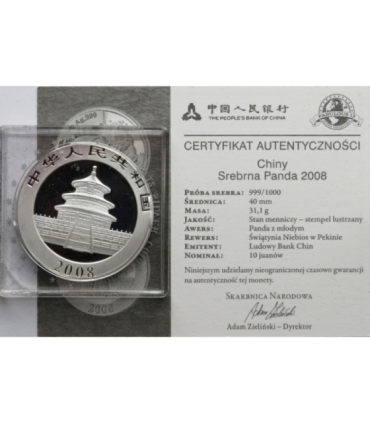 中华人民共和国
2008
Ag.999
2008
中国人民银行
THE PEOPLE'S BANK OF CHINA
CERTYFIKAT AUTENTYCZNOŚCI
Chiny
Srebrna Panda 2008
PRÓBA SREBRA: 999/1000
ŚREDNICA: 40 mm
MASA: 31,1 g
JAKOŚĆ: Stan menniczy – stempel lustrzany
AWERS: Panda z młodym
REWERS: Świątynia Niebios w Pekinie
EMITENT: Ludowy Bank Chin
NOMINAŁ: 10 juanów
Niniejszym udzielamy nieograniczonej czasowo gwarancji
na autentyczność tej monety.
SKARBNICA NARODOWA
Adam Zieliński – Dyrektor